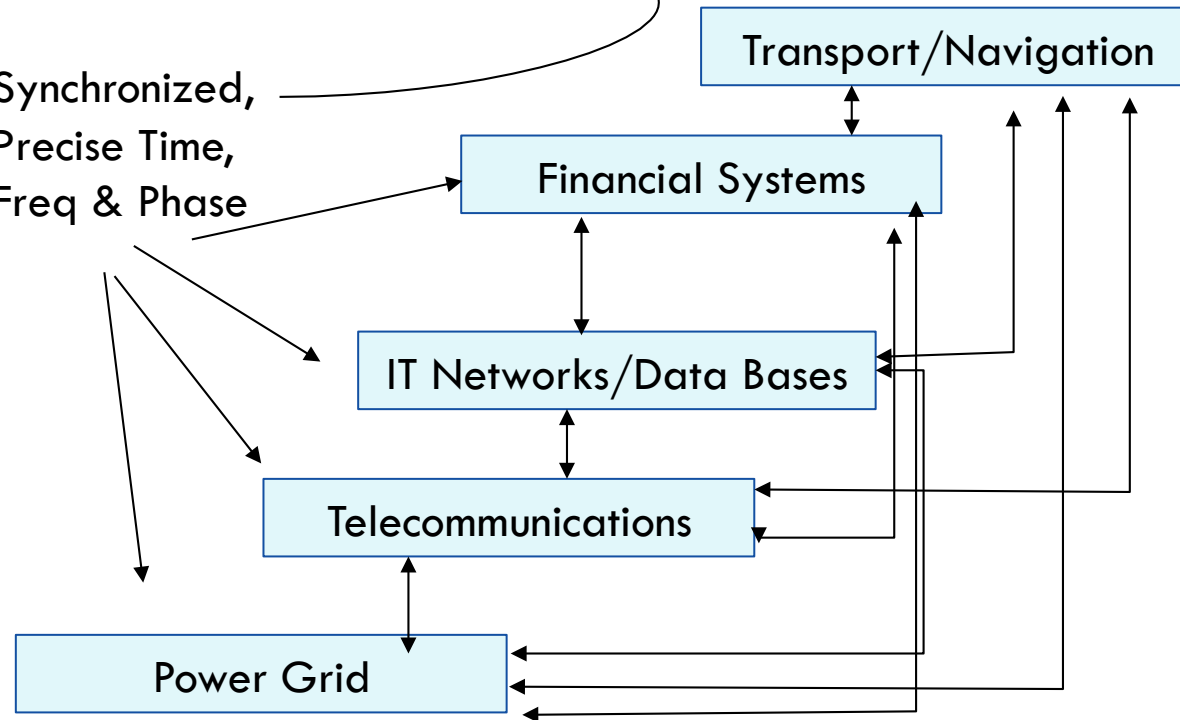 Transport/Navigation
Synchronized,
Precise Time,
Freq & Phase
Financial Systems
IT Networks/Data Bases
Telecommunications
Power Grid